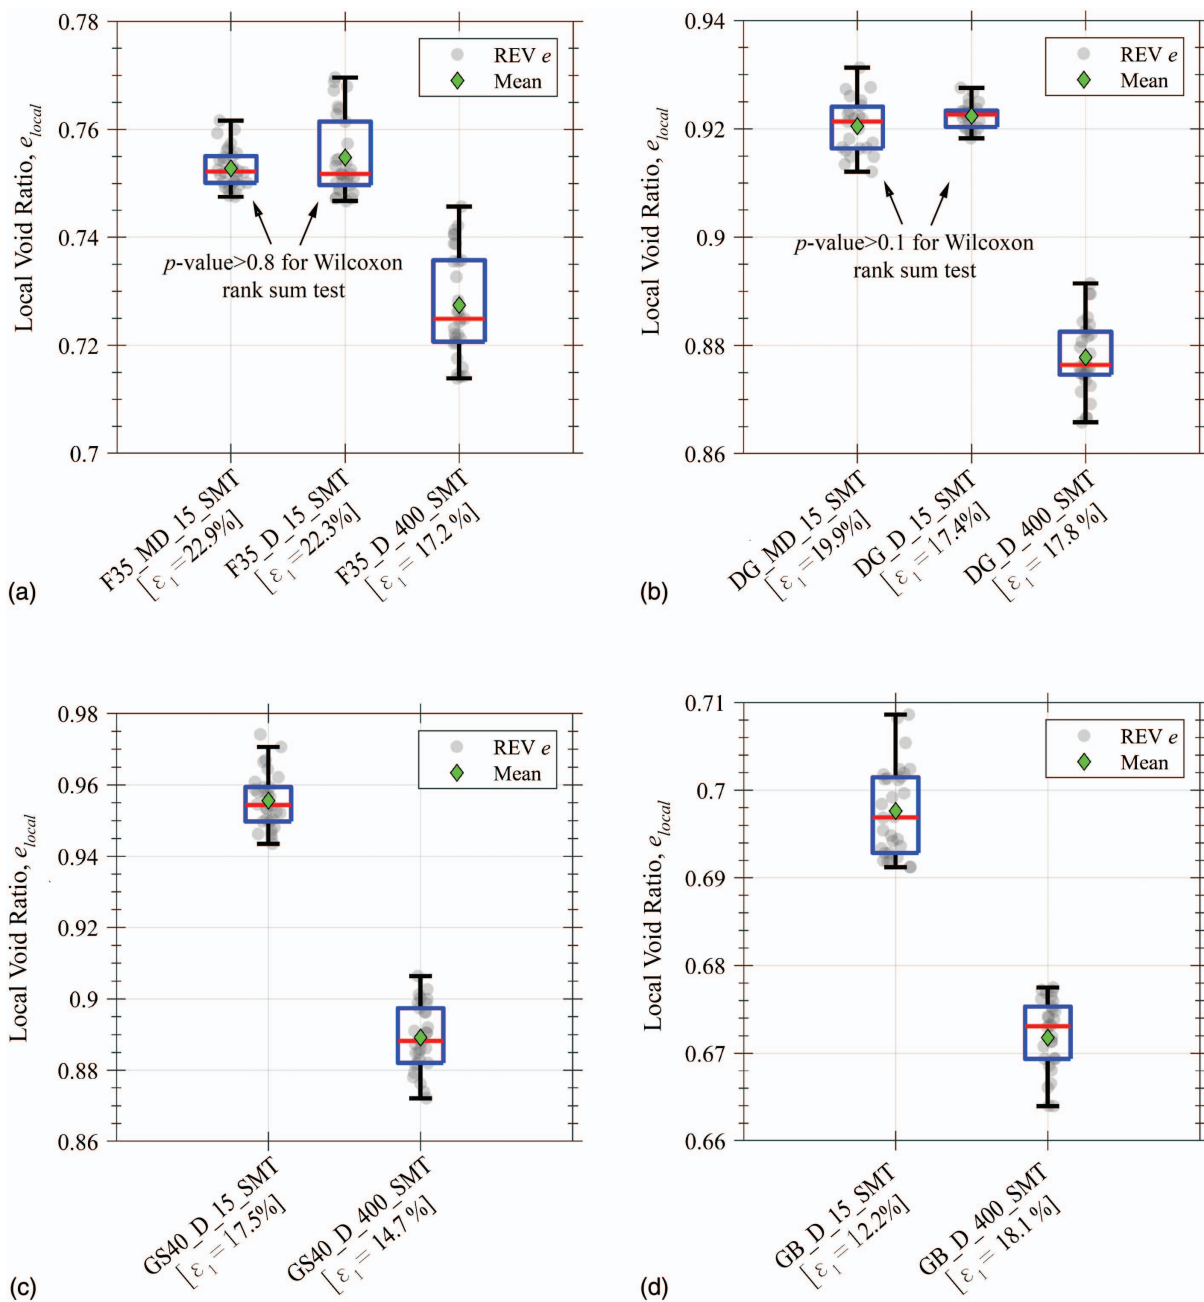 0.78
0.76
0.74
0.72
0.7
Local Void Ratio, e_local
REV e
Mean
p-value>0.8 for Wilcoxon
rank sum test
F35_MD_15_SMT
[ ε1 =22.9%]
F35_D_15_SMT
[ ε1 = 22.3%]
F35_D_400_SMT
[ ε1 = 17.2 %]
(a)
0.94
0.92
0.9
0.88
0.86
Local Void Ratio, e_local
REV e
Mean
p-value>0.1 for Wilcoxon
rank sum test
DG_MD_15_SMT
[ ε1 =19.9%]
DG_D_15_SMT
[ ε1 = 17.4%]
DG_D_400_SMT
[ ε1 = 17.8 %]
(b)
0.98
0.96
0.94
0.92
0.9
0.88
0.86
Local Void Ratio, e_local
REV e
Mean
GS40_D_15_SMT
[ ε1 = 17.5%]
GS40_D_400_SMT
[ ε1 = 14.7 %]
(c)
0.71
0.7
0.69
0.68
0.67
0.66
Local Void Ratio, e_local
REV e
Mean
GB_D_15_SMT
[ ε1 = 12.2%]
GB_D_400_SMT
[ ε1 = 18.1 %]
(d)